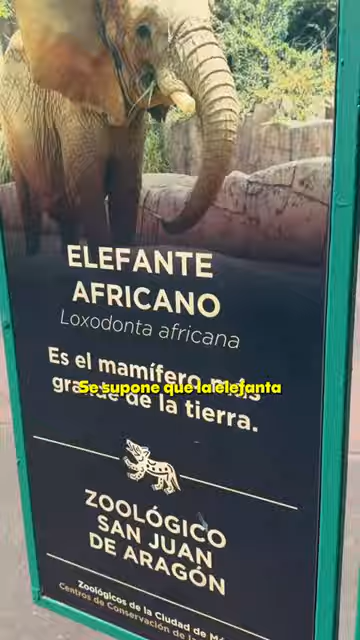 ELEFANTE
AFRICANO
Loxodonta africana
Es el mamífero más
grande de la tierra.
Se supone que la elefanta
ZOOLÓGICO
SAN JUAN
DE ARAGÓN
Zoológicos de la Ciudad de
Centros de Conservación de la